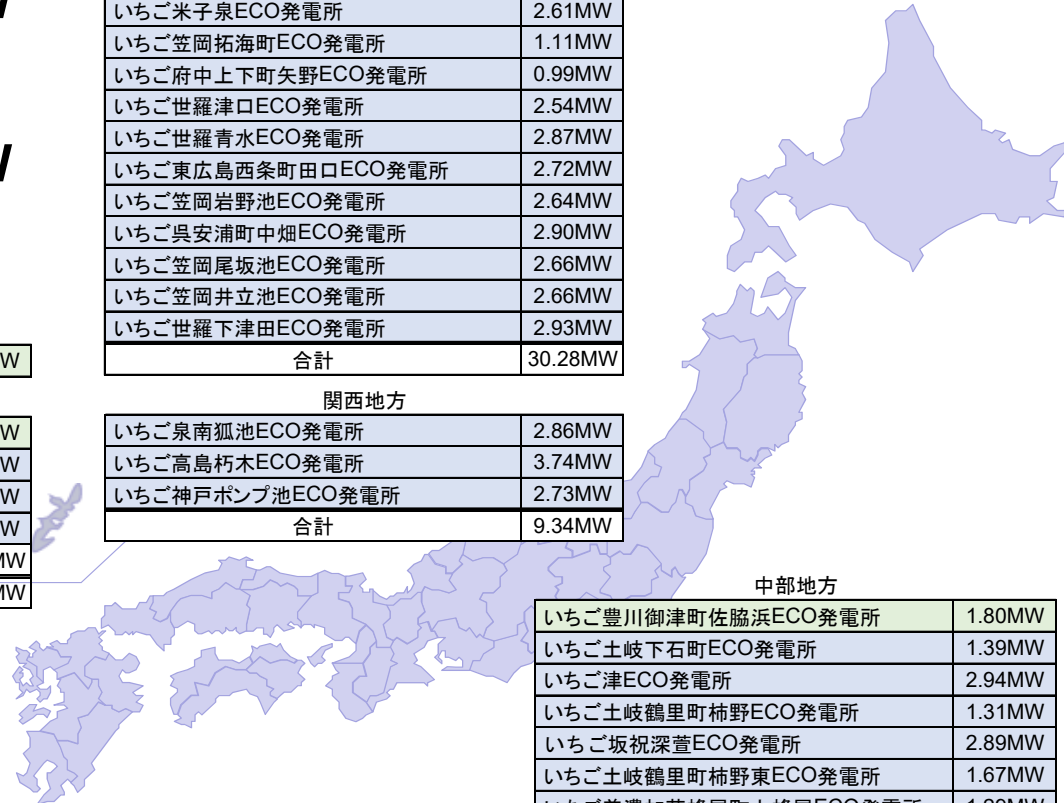 W
W
W
W
W
W
W
MW
MW
いちご米子泉ECO発電所 2.61MW
いちご笠岡拓海町ECO発電所 1.11MW
いちご府中上下町矢野ECO発電所 0.99MW
いちご世羅津口ECO発電所 2.54MW
いちご世羅青水ECO発電所 2.87MW
いちご東広島西条町田口ECO発電所 2.72MW
いちご笠岡岩野池ECO発電所 2.64MW
いちご呉安浦町中畑ECO発電所 2.90MW
いちご笠岡尾坂池ECO発電所 2.66MW
いちご笠岡井立池ECO発電所 2.66MW
いちご世羅下津田ECO発電所 2.93MW
合計 30.28MW
関西地方
いちご泉南狐池ECO発電所 2.86MW
いちご高島朽木ECO発電所 3.74MW
いちご神戸ポンプ池ECO発電所 2.73MW
合計 9.34MW
中部地方
いちご豊川御津町佐脇浜ECO発電所 1.80MW
いちご土岐下石町ECO発電所 1.39MW
いちご津ECO発電所 2.94MW
いちご土岐鶴里町柿野ECO発電所 1.31MW
いちご坂祝深萱ECO発電所 2.89MW
いちご土岐鶴里町柿野東ECO発電所 1.67MW